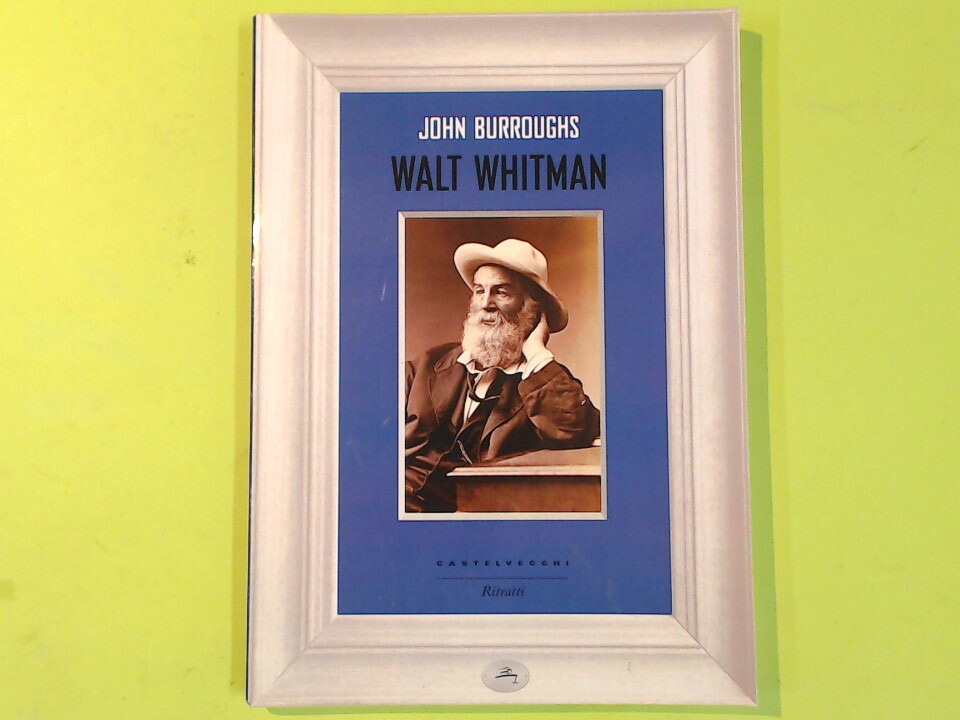 JOHN BURROUGHS
WALT WHITMAN
CASTELVECCHI
Ritratti